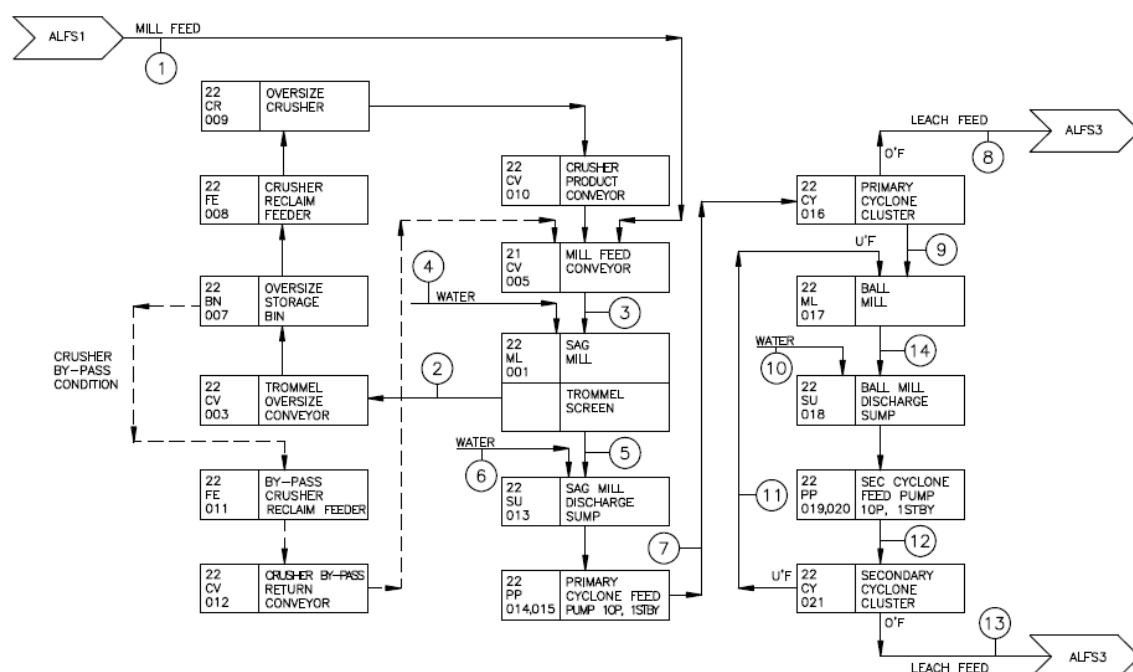 ALFS1
MILL FEED
1
22
CR
009
OVERSIZE
CRUSHER
22
FE
008
CRUSHER
RECLAIM
FEEDER
22
BN
007
OVERSIZE
STORAGE
BIN
22
CV
003
TROMMEL
OVERSIZE
CONVEYOR
CRUSHER
BY-PASS
CONDITION
22
FE
011
BY-PASS
CRUSHER
RECLAIM FEEDER
22
CV
012
CRUSHER BY-PASS
RETURN
CONVEYOR
22
CV
010
CRUSHER
PRODUCT
CONVEYOR
21
CV
005
MILL FEED
CONVEYOR
4
WATER
3
22
ML
001
SAG
MILL
TROMMEL
SCREEN
2
WATER
6
5
22
SU
013
SAG MILL
DISCHARGE
SUMP
22
PP
014,015
PRIMARY
CYCLONE FEED
PUMP 1OP, 1STBY
7
LEACH FEED
8
ALFS3
O'F
22
CY
016
PRIMARY
CYCLONE
CLUSTER
U'F
9
22
ML
017
BALL
MILL
WATER
10
14
22
SU
018
BALL MILL
DISCHARGE
SUMP
22
PP
019,020
SEC CYCLONE
FEED PUMP
1OP, 1STBY
11
12
U'F
22
CY
021
SECONDARY
CYCLONE
CLUSTER
O'F
13
LEACH FEED
ALFS3